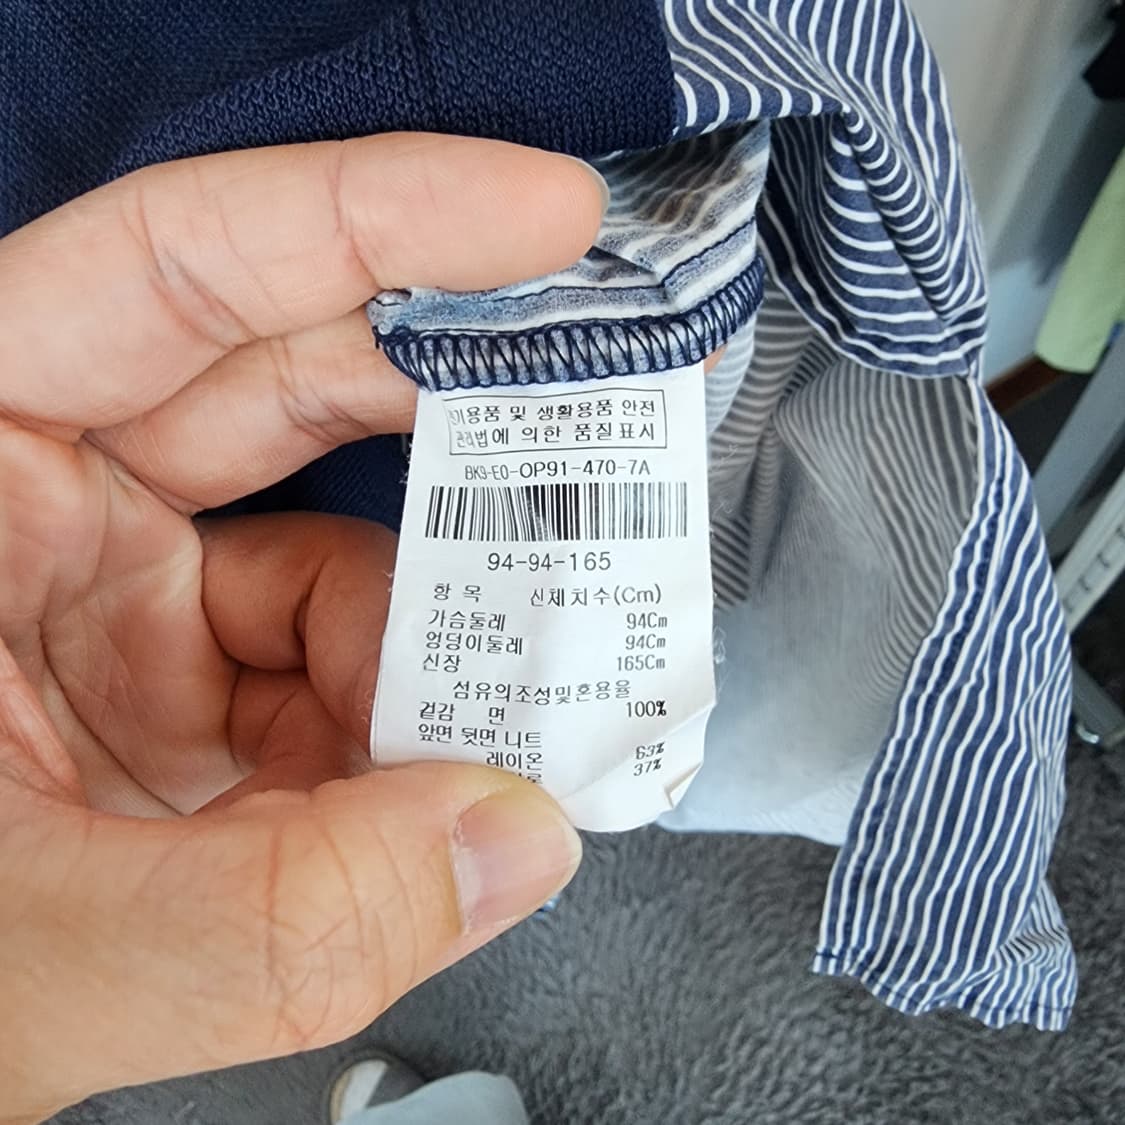 용품 및 생활용품 안전
관리법에 의한 품질표시
BK9-E0-OP91-470-7A
94-94-165
항 목 신체치수(Cm)
가슴둘레 94Cm
엉덩이둘레 94Cm
신장 165Cm
섬유의조성및혼용율
겉감 면 100%
앞면 뒷면 니트
레이온 63%
37%